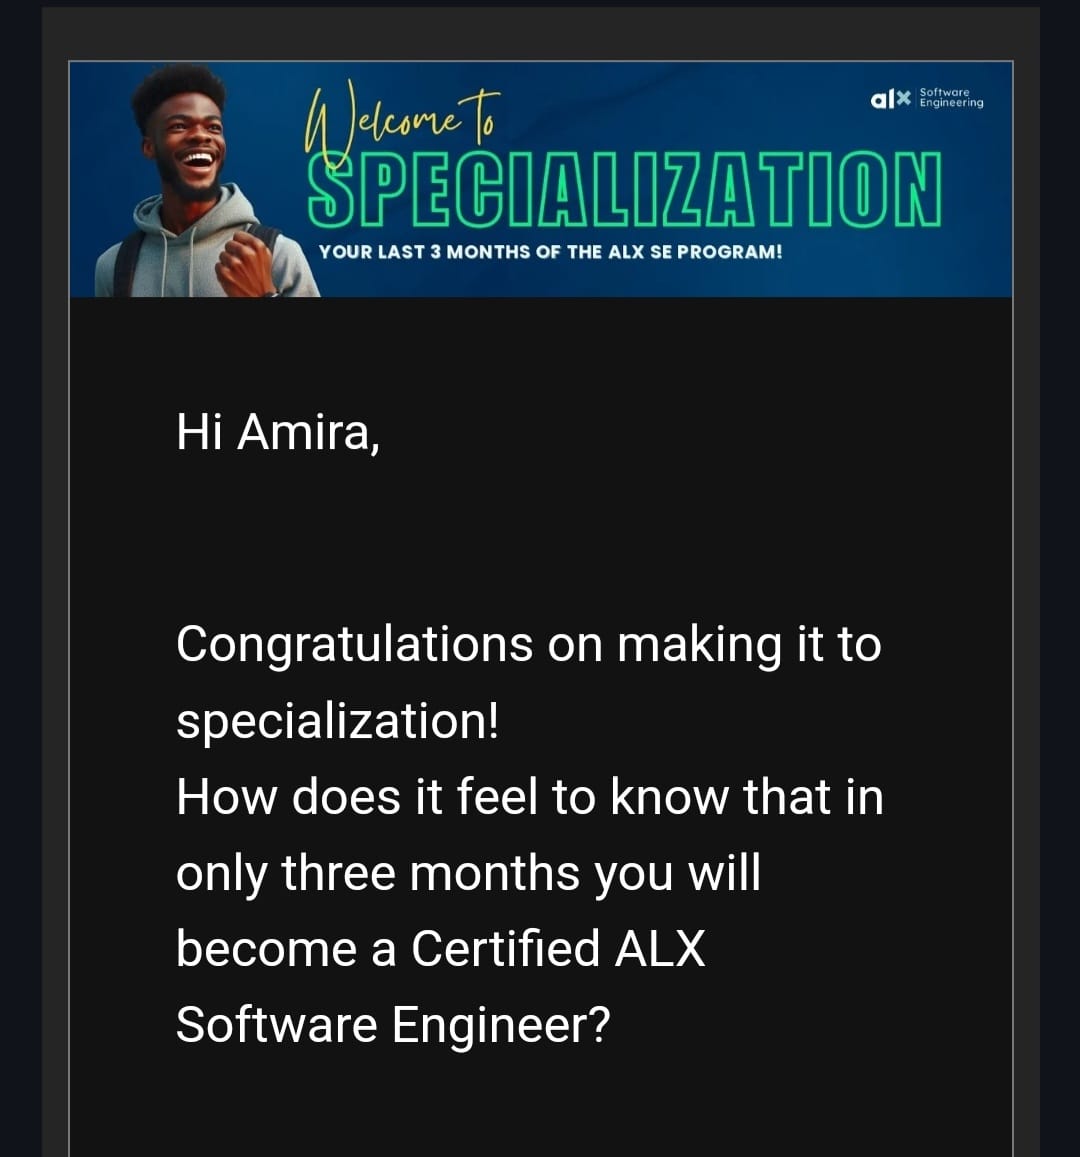 Welcome To
SPECIALIZATION
YOUR LAST 3 MONTHS OF THE ALX SE PROGRAM!
alx Software
Engineering
Hi Amira,
Congratulations on making it to
specialization!
How does it feel to know that in
only three months you will
become a Certified ALX
Software Engineer?